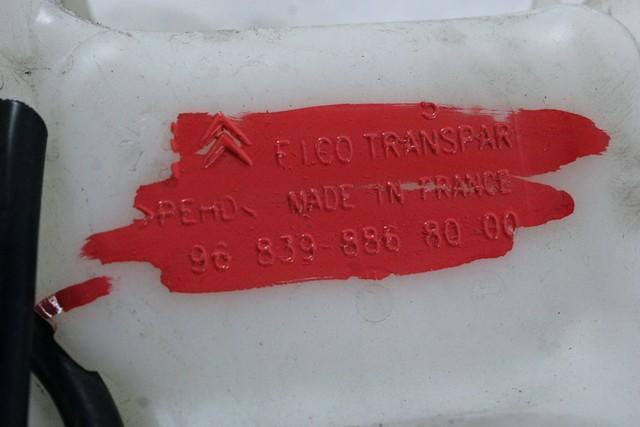 ELCO TRANSPAR
>PEHD< MADE IN FRANCE
96 839 886 80 00